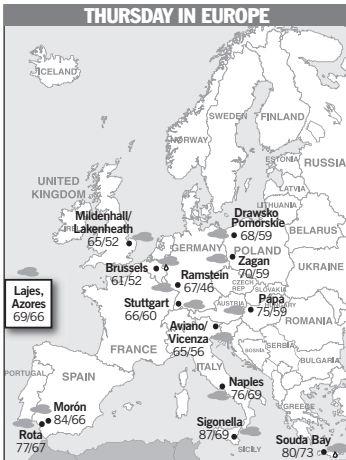 THURSDAY IN EUROPE
ICELAND
SWEDEN
FINLAND
NORWAY
ESTONIA
RUSSIA
LATVIA
LITHUANIA
UNITED
KINGDOM
Mildenhall/
Lakenheath
65/52
Drawsko
Pomorskie
68/59
BELARUS
GERMANY
POLAND
Zagan
70/59
Brussels
61/52
Ramstein
67/46
CZECH
REP
SLOVAKIA
UKRAINE
Lajes,
Azores
69/66
Stuttgart
66/60
AUSTRIA
Pápa
75/59
Aviano/
Vicenza
65/56
ROMANIA
FRANCE
BOSNIA
SERBIA
ITALY
BULGARIA
PORTUGAL
SPAIN
Naples
76/69
Morón
84/66
GREECE
Rota
77/67
Sigonella
87/69
SICILY
Souda Bay
80/73